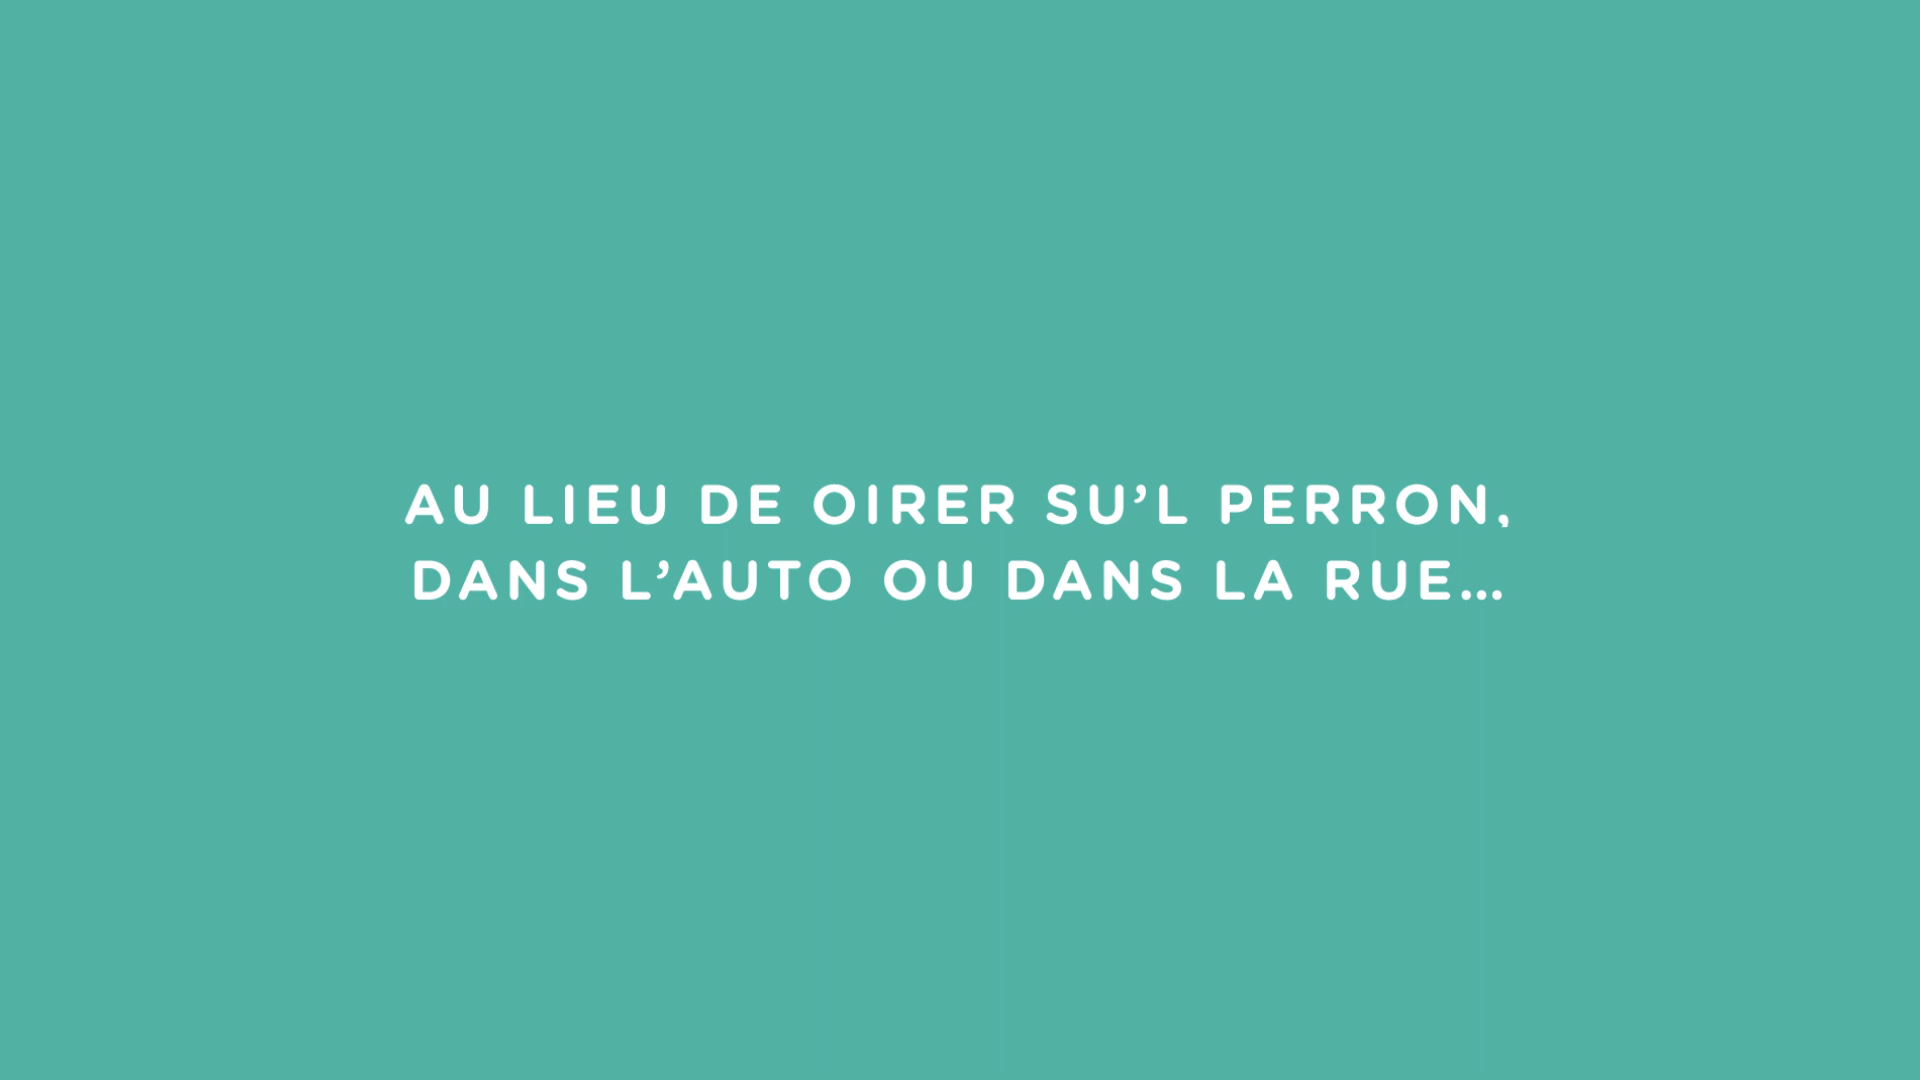 AU LIEU DE OIRER SU’L PERRON,
DANS L’AUTO OU DANS LA RUE...